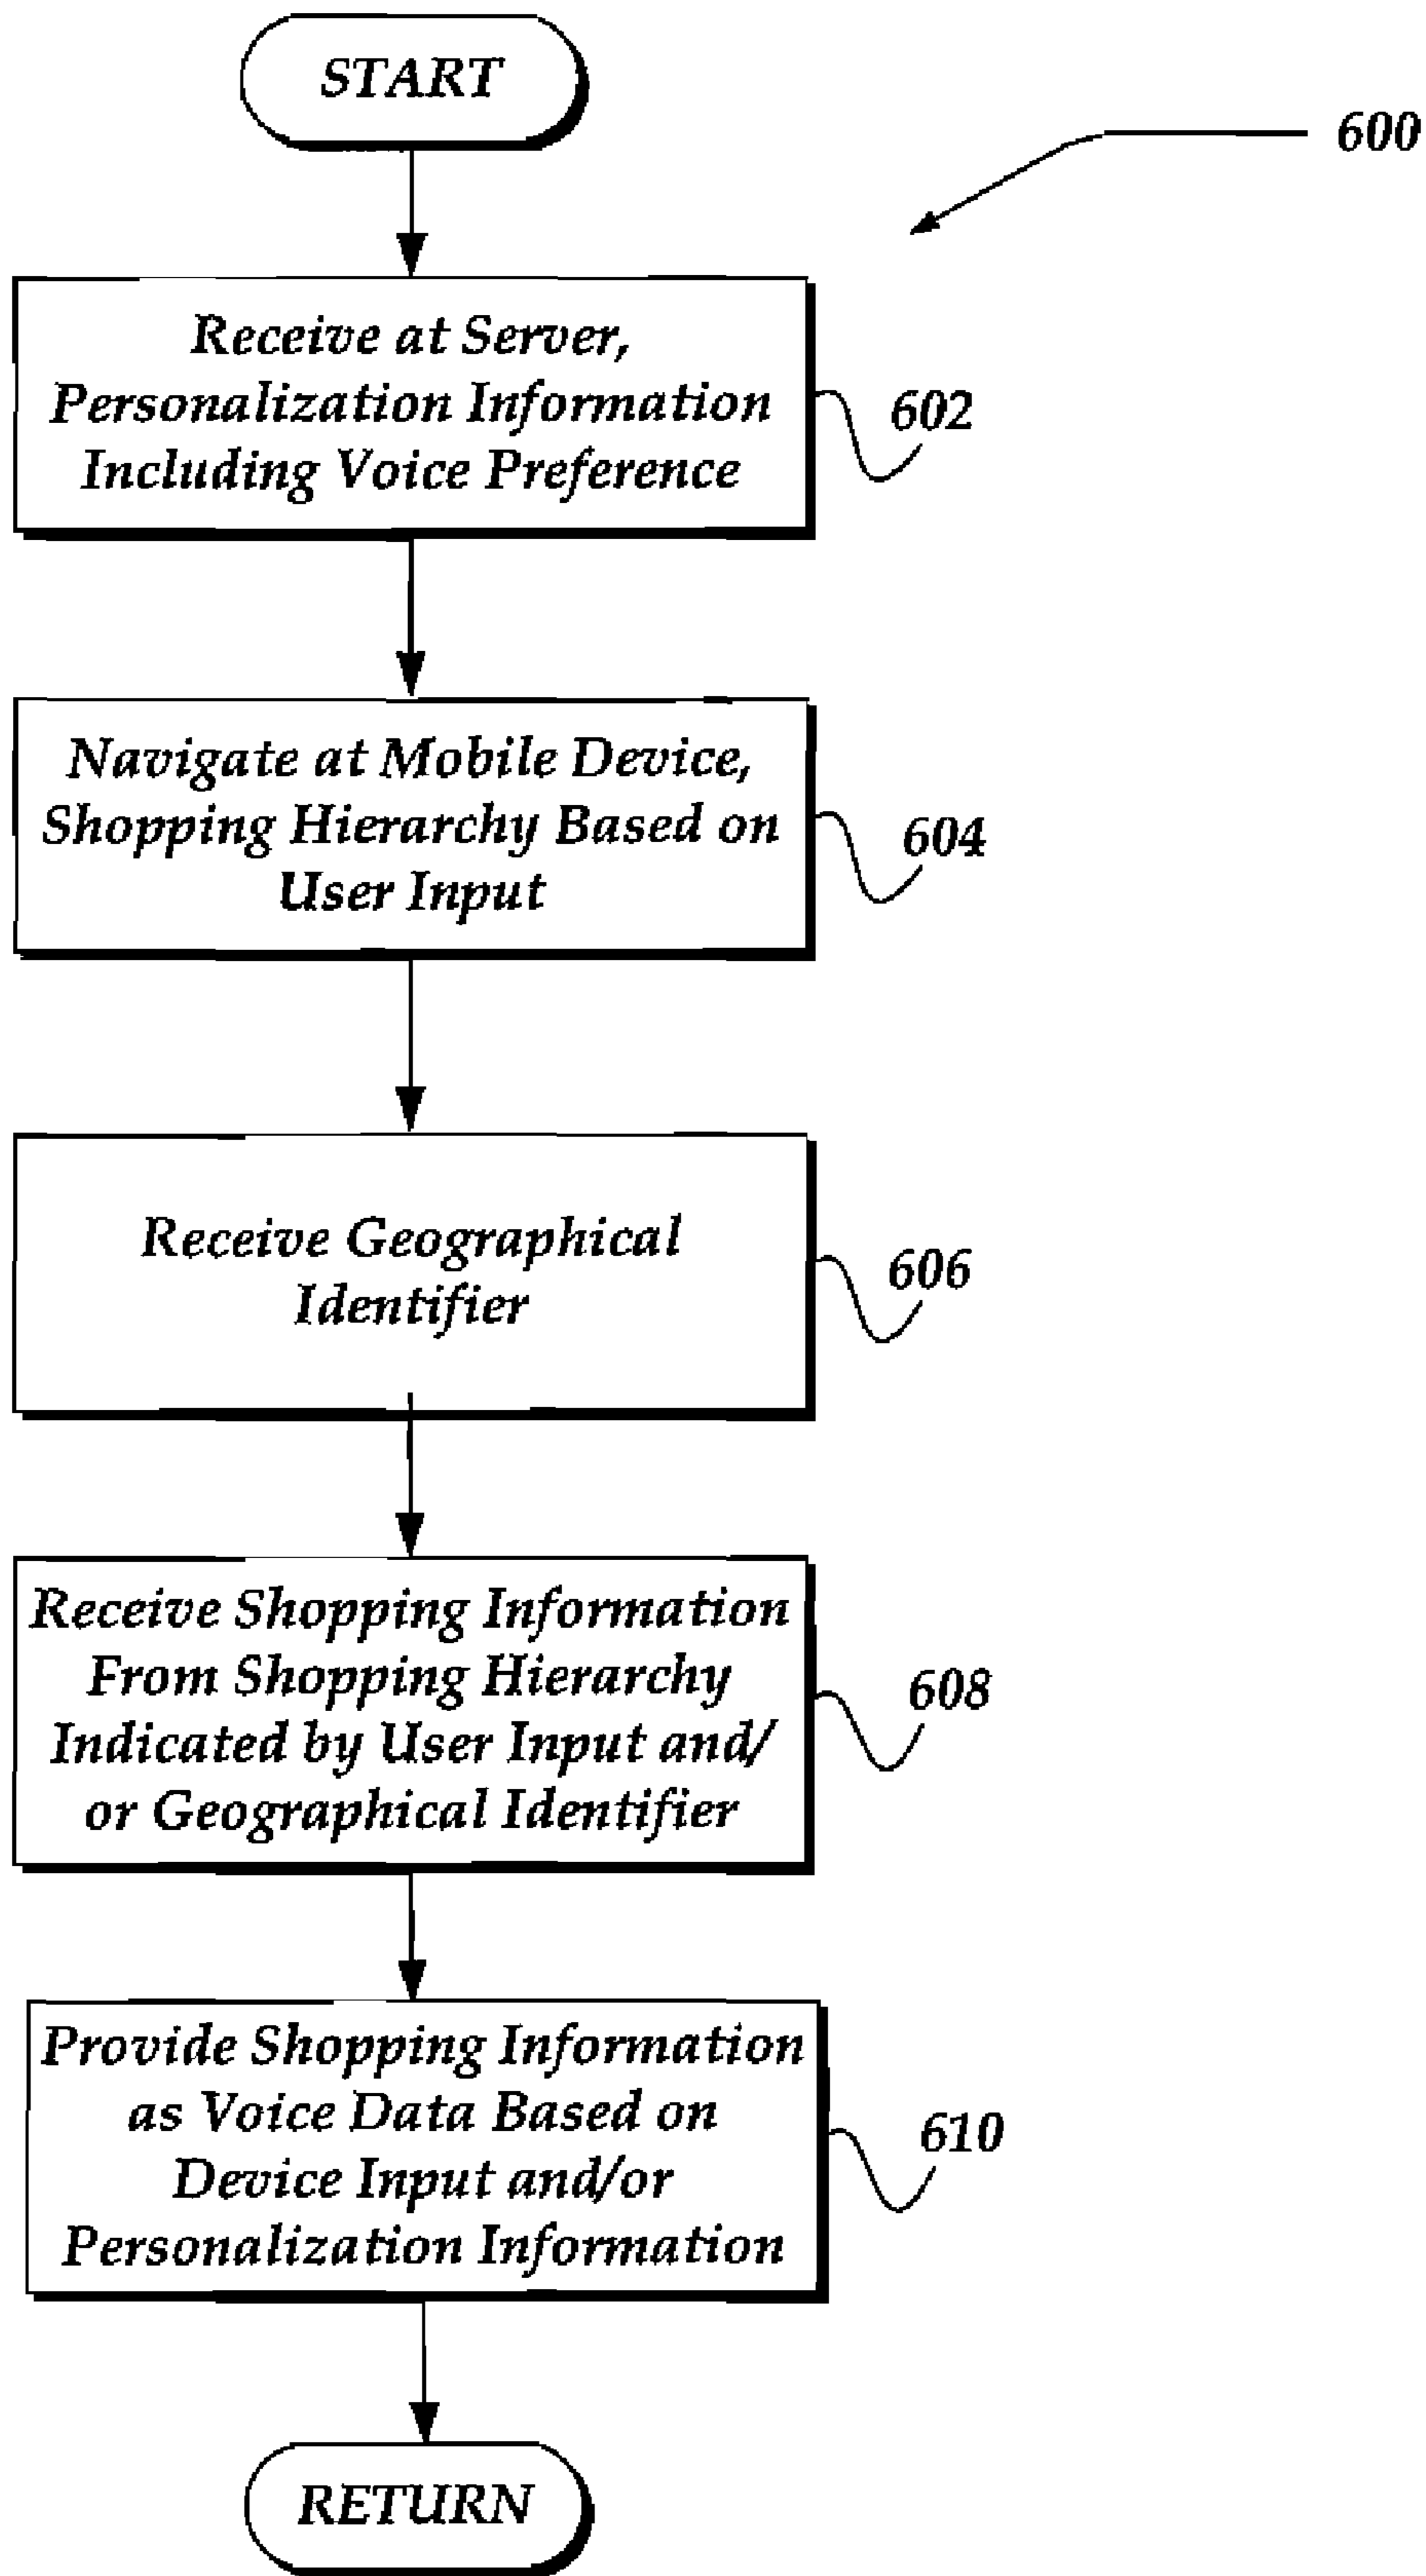 START
600
Receive at Server,
Personalization Information
Including Voice Preference
602
Navigate at Mobile Device,
Shopping Hierarchy Based on
User Input
604
Receive Geographical
Identifier
606
Receive Shopping Information
From Shopping Hierarchy
Indicated by User Input and/
or Geographical Identifier
608
Provide Shopping Information
as Voice Data Based on
Device Input and/or
Personalization Information
610
RETURN